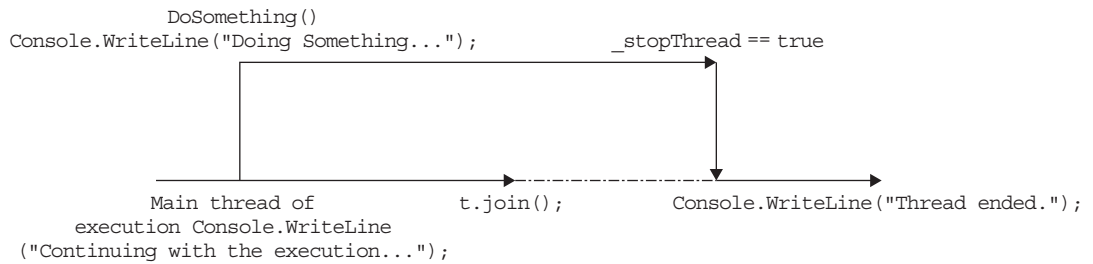 DoSomething()
Console.WriteLine("Doing Something...");
_stopThread == true
Main thread of
execution Console.WriteLine
("Continuing with the execution...");
t.join();
Console.WriteLine("Thread ended.");